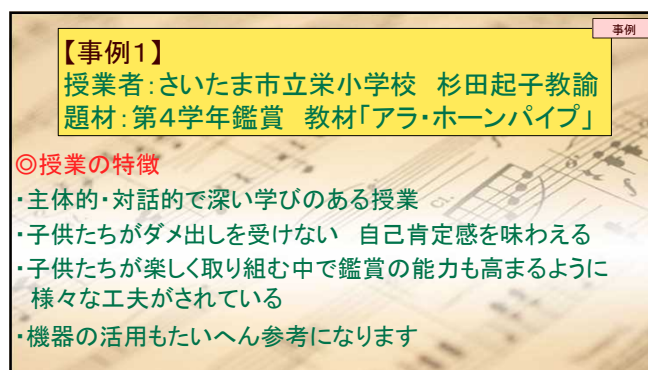 事例
【事例１】
授業者：さいたま市立栄小学校　杉田起子教諭
題材：第４学年鑑賞　教材「アラ・ホーンパイプ」
◎授業の特徴
・主体的・対話的で深い学びのある授業
・子供たちがダメ出しを受けない　自己肯定感を味わえる
・子供たちが楽しく取り組む中で鑑賞の能力も高まるように
様々な工夫がされている
・機器の活用もたいへん参考になります
CL.